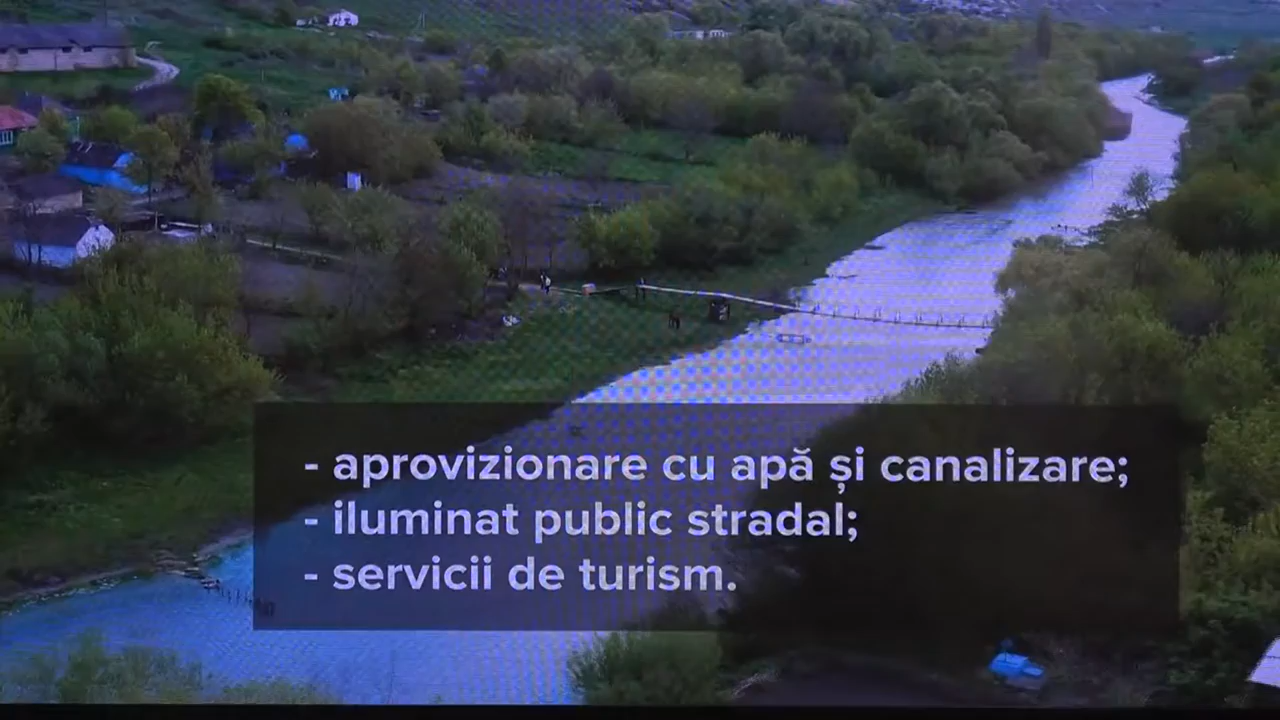 - aprovizionare cu apă și canalizare;
- iluminat public stradal;
- servicii de turism.